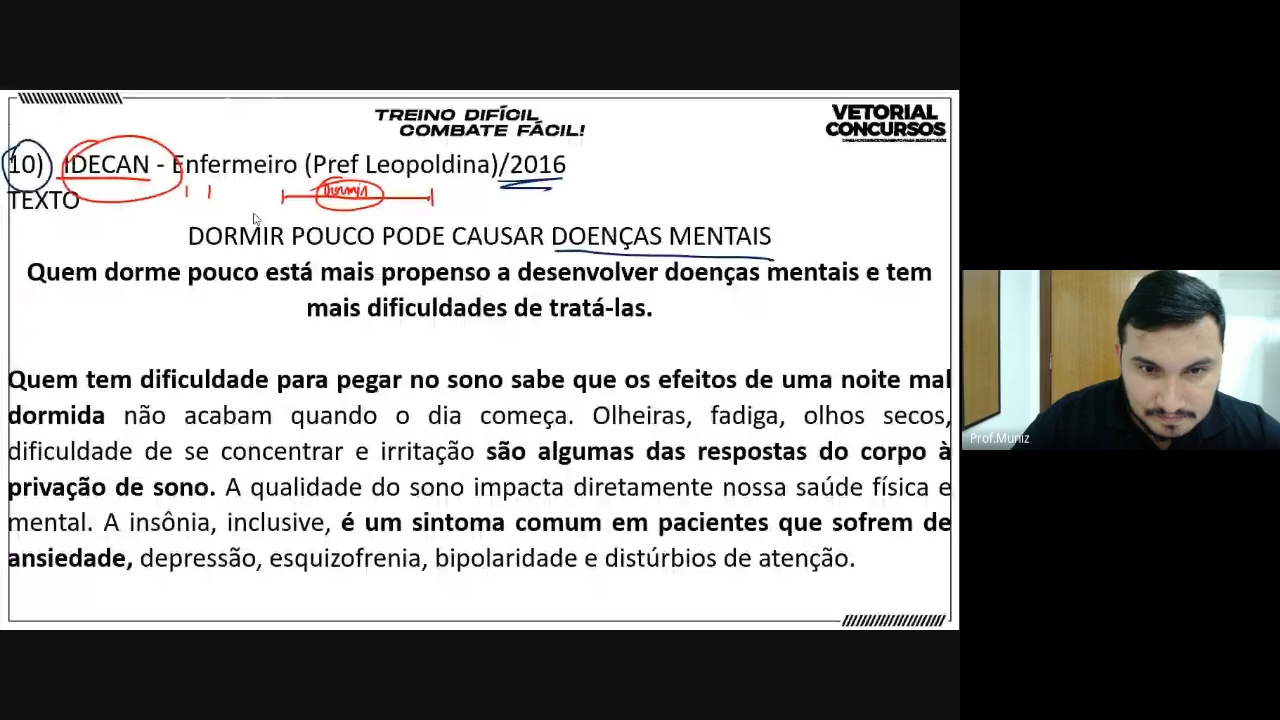 TREINO DIFÍCIL
COMBATE FÁCIL!
VETORIAL
CONCURSOS
10) IDECAN - Enfermeiro (Pref Leopoldina)/2016
Dormir
TEXTO
DORMIR POUCO PODE CAUSAR DOENÇAS MENTAIS
Quem dorme pouco está mais propenso a desenvolver doenças mentais e tem
mais dificuldades de tratá-las.
Quem tem dificuldade para pegar no sono sabe que os efeitos de uma noite mal
dormida não acabam quando o dia começa. Olheiras, fadiga, olhos secos,
dificuldade de se concentrar e irritação são algumas das respostas do corpo à
privação de sono. A qualidade do sono impacta diretamente nossa saúde física e
mental. A insônia, inclusive, é um sintoma comum em pacientes que sofrem de
ansiedade, depressão, esquizofrenia, bipolaridade e distúrbios de atenção.
Prof.Muniz